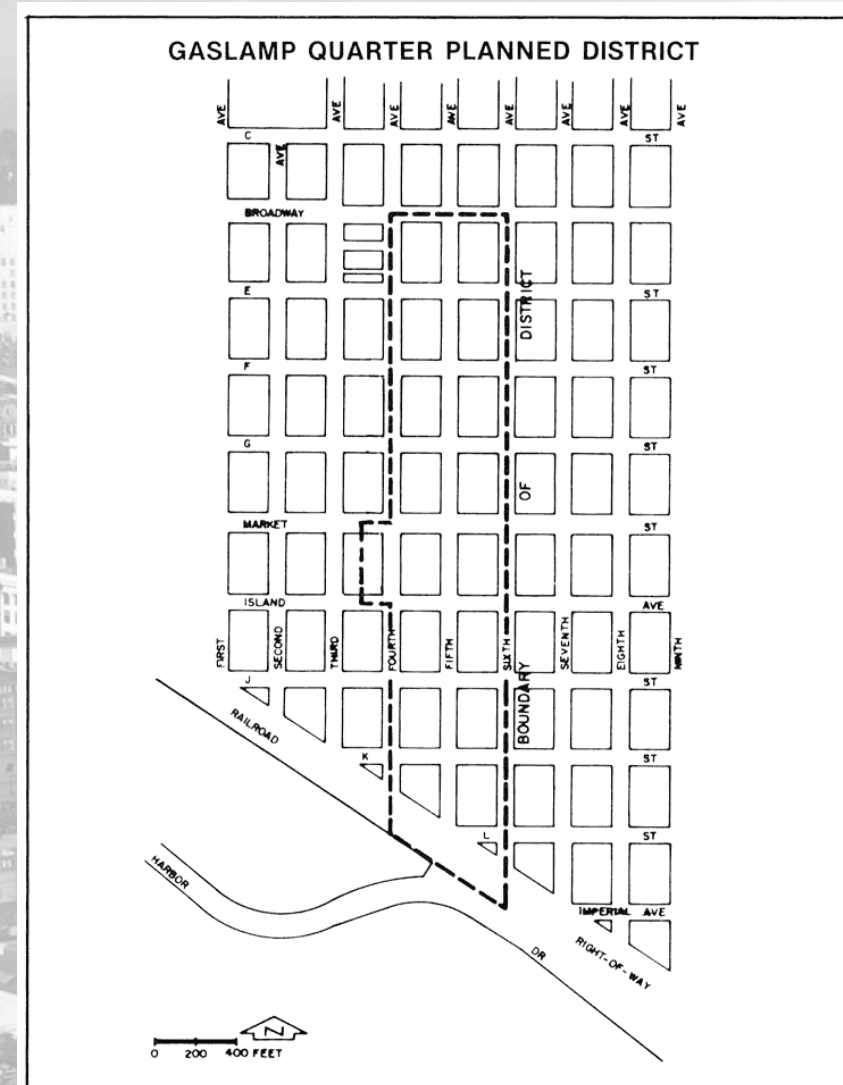 GASLAMP QUARTER PLANNED DISTRICT
AVE AVE AVE AVE AVE AVE AVE AVE
C ST
AVE
BROADWAY
E ST
DISTRICT
F ST
G ST
OF
MARKET ST
ISLAND AVE
FIRST SECOND THIRD FOURTH FIFTH SIXTH SEVENTH EIGHTH NINTH
J ST
BOUNDARY
RAILROAD
K ST
L ST
HARBOR
IMPERIAL AVE
DR
RIGHT-OF-WAY
N
0 200 400 FEET